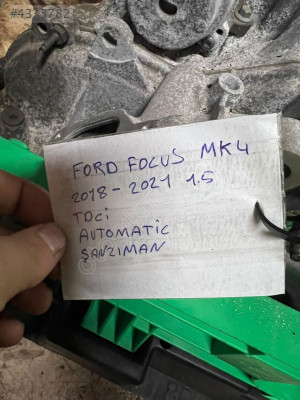 FORD FOCUS MK4
2018-2021 1.5
TDCi
AUTOMATIC
ŞANZIMAN